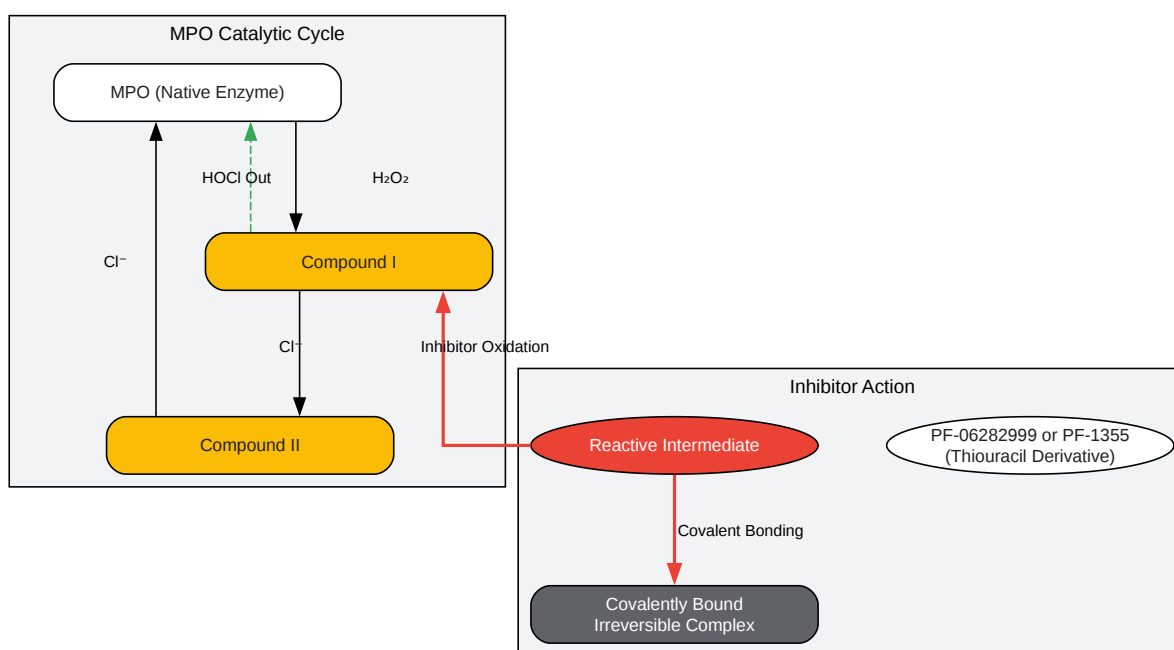 MPO Catalytic Cycle
MPO (Native Enzyme)
HOCl Out
H₂O₂
Cl⁻
Compound I
Cl⁻
Inhibitor Oxidation
Compound II
Inhibitor Action
Reactive Intermediate
PF-06282999 or PF-1355
(Thiouracil Derivative)
Covalent Bonding
Covalently Bound
Irreversible Complex